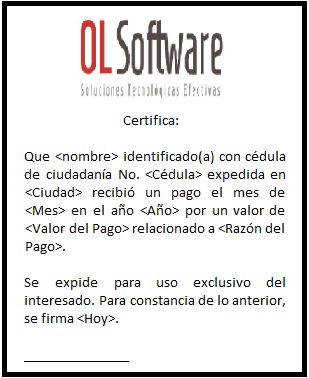 OLSoftware
Soluciones Tecnológicas Efectivas
Certifica:
Que <nombre> identificado(a) con cédula
de ciudadanía No. <Cédula> expedida en
<Ciudad> recibió un pago el mes de
<Mes> en el año <Año> por un valor de
<Valor del Pago> relacionado a <Razón del
Pago>.
Se expide para uso exclusivo del
interesado. Para constancia de lo anterior,
se firma <Hoy>.